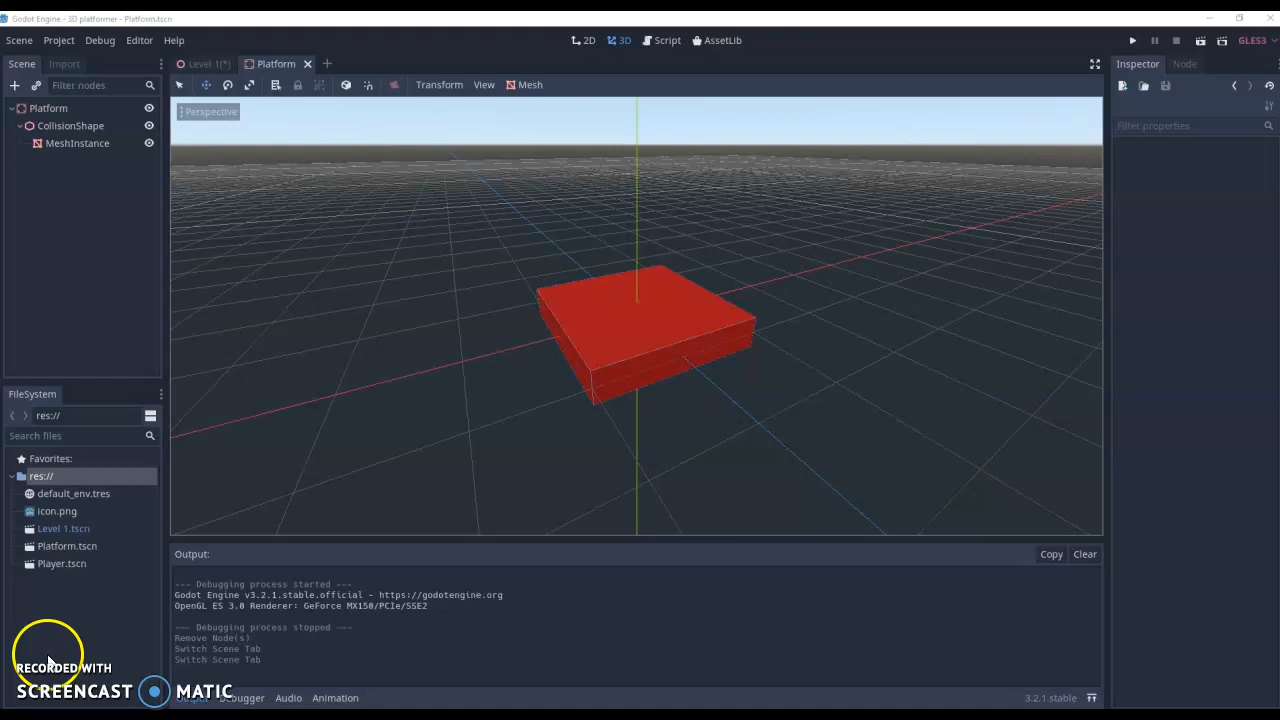 Godot Engine - 3D platformer - Platform.tscn
Scene Project Debug Editor Help
2D 3D Script AssetLib
GLES3
Scene Import
Level 1(*) Platform
Inspector Node
Filter nodes
Transform View Mesh
Platform
CollisionShape
MeshInstance
Perspective
Filter properties
FileSystem
res://
Search files
Favorites:
res://
default_env.tres
icon.png
Level 1.tscn
Platform.tscn
Player.tscn
Output:
Copy Clear
--- Debugging process started ---
Godot Engine v3.2.1.stable.official - https://godotengine.org
OpenGL ES 3.0 Renderer: GeForce MX150/PCIe/SSE2
--- Debugging process stopped ---
Remove Node(s)
Switch Scene Tab
Switch Scene Tab
Output Debugger Audio Animation
3.2.1.stable
RECORDED WITH
SCREENCAST MATIC